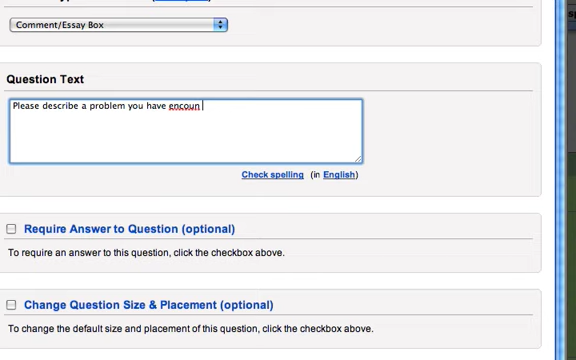 Comment/Essay Box
Question Text
Please describe a problem you have encoun
Check spelling (in English)
Require Answer to Question (optional)
To require an answer to this question, click the checkbox above.
Change Question Size & Placement (optional)
To change the default size and placement of this question, click the checkbox above.